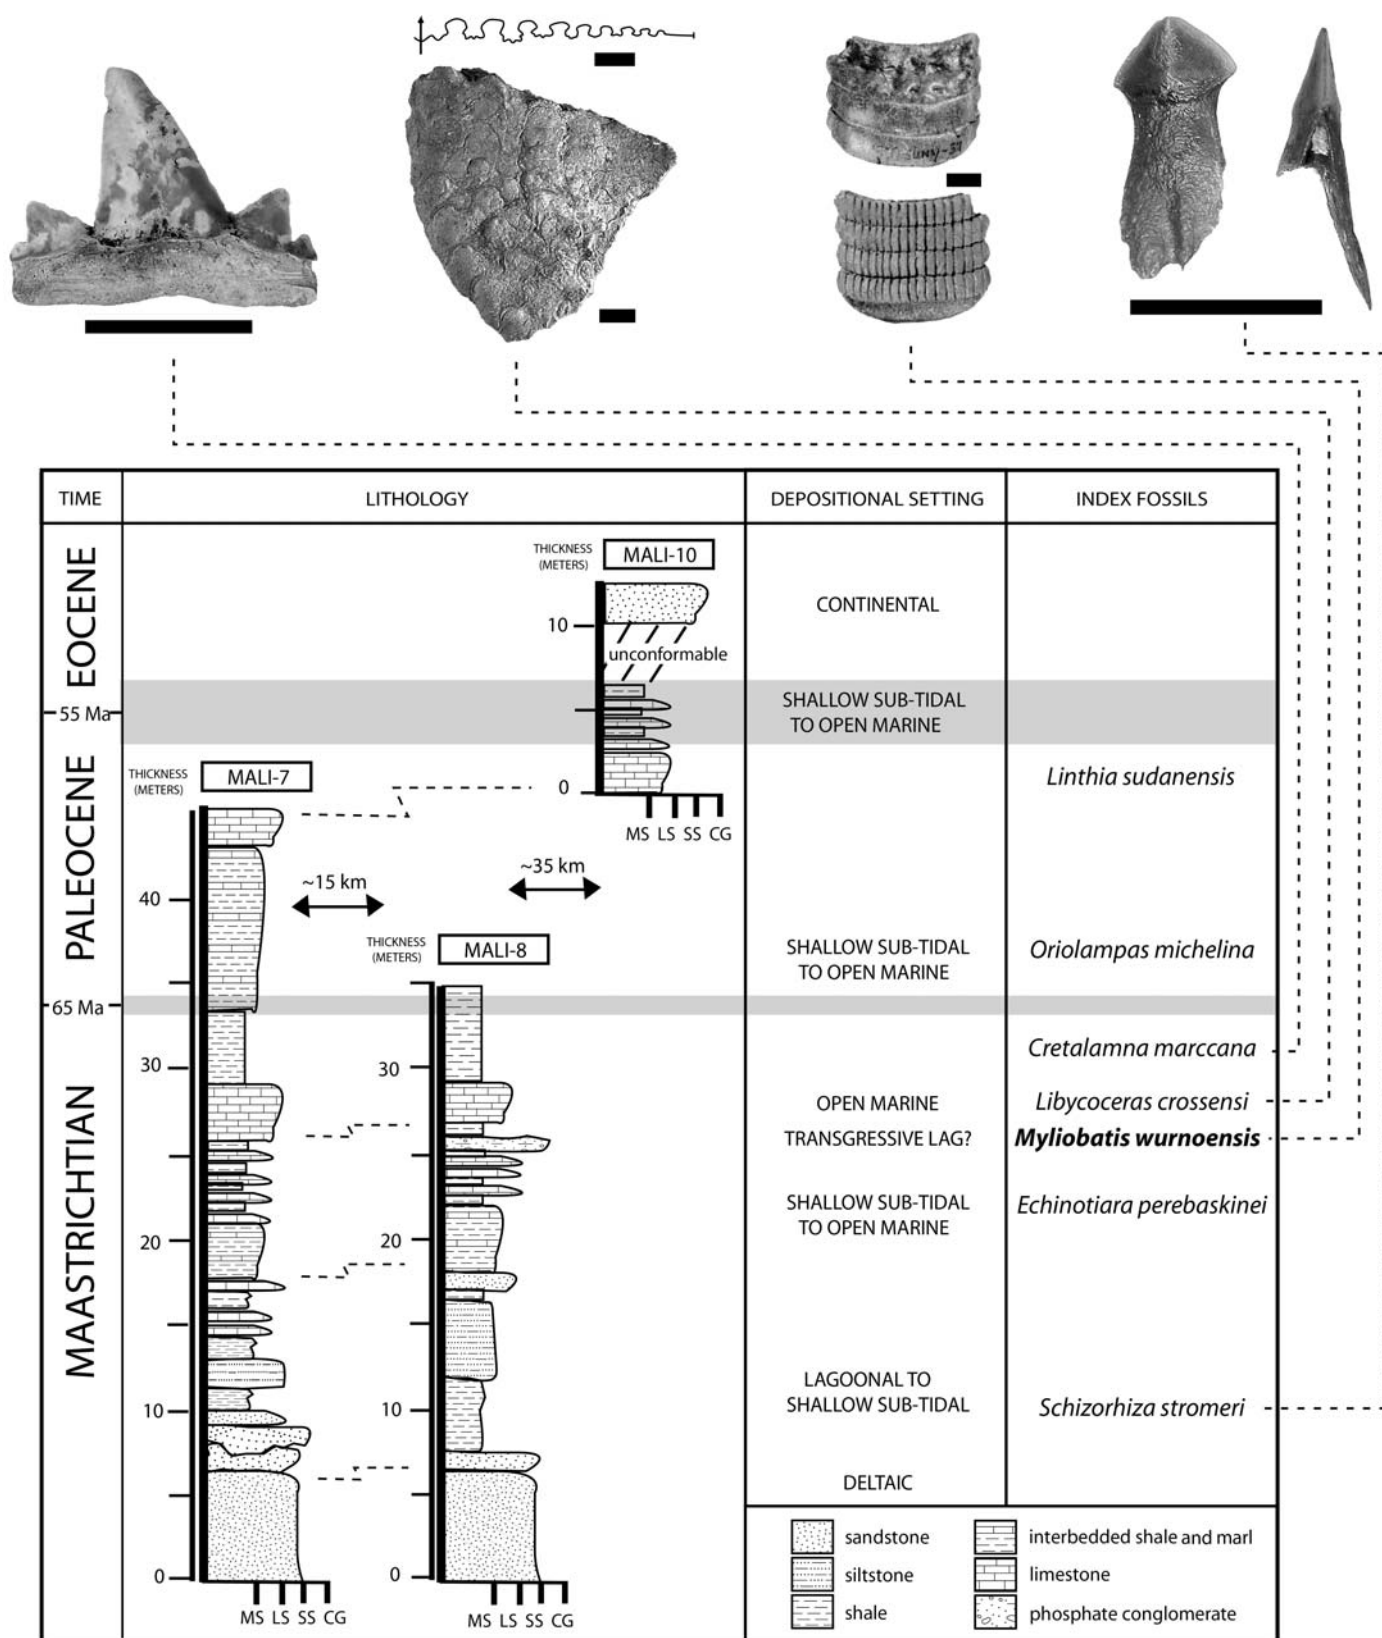 TIME
LITHOLOGY
DEPOSITIONAL SETTING
INDEX FOSSILS
EOCENE
55 Ma
PALEOCENE
65 Ma
MAASTRICHTIAN
THICKNESS
(METERS)
MALI-10
10
unconformable
0
MS LS SS CG
THICKNESS
(METERS)
MALI-7
40
30
20
10
0
MS LS SS CG
~15 km
~35 km
THICKNESS
(METERS)
MALI-8
30
20
10
0
MS LS SS CG
CONTINENTAL
SHALLOW SUB-TIDAL
TO OPEN MARINE
SHALLOW SUB-TIDAL
TO OPEN MARINE
OPEN MARINE
TRANSGRESSIVE LAG?
SHALLOW SUB-TIDAL
TO OPEN MARINE
LAGOONAL TO
SHALLOW SUB-TIDAL
DELTAIC
Linthia sudanensis
Oriolampas michelina
Cretalamna marccana
Libycoceras crossensi
Myliobatis wurnoensis
Echinotiara perebaskinei
Schizorhiza stromeri
sandstone
siltstone
shale
interbedded shale and marl
limestone
phosphate conglomerate